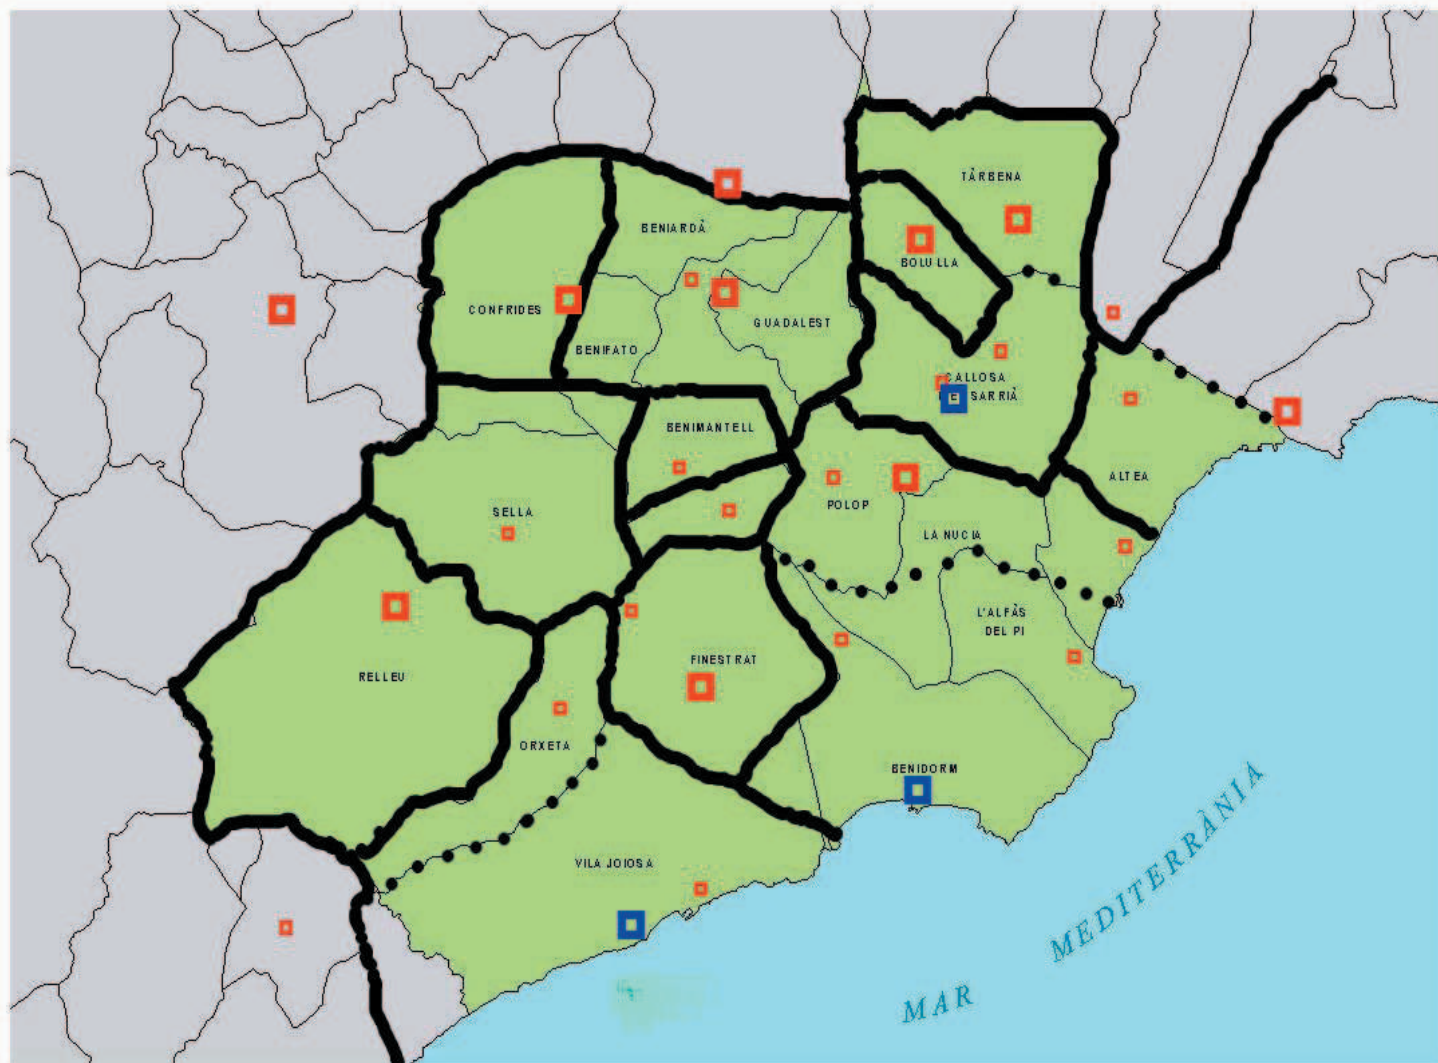 TÀRBENA
BENIARDÀ
BOLULLA
CONFRIDES
GUADALEST
BENIFATO
CALLOSA
SARRIÀ
BENIMANTELL
ALTEA
POLOP
SELLA
LA NUCIA
L'ALFÀS
DEL PI
FINESTRAT
RELLEU
ORXETA
BENIDORM
VILA JOIOSA
MAR MEDITERRÀNIA